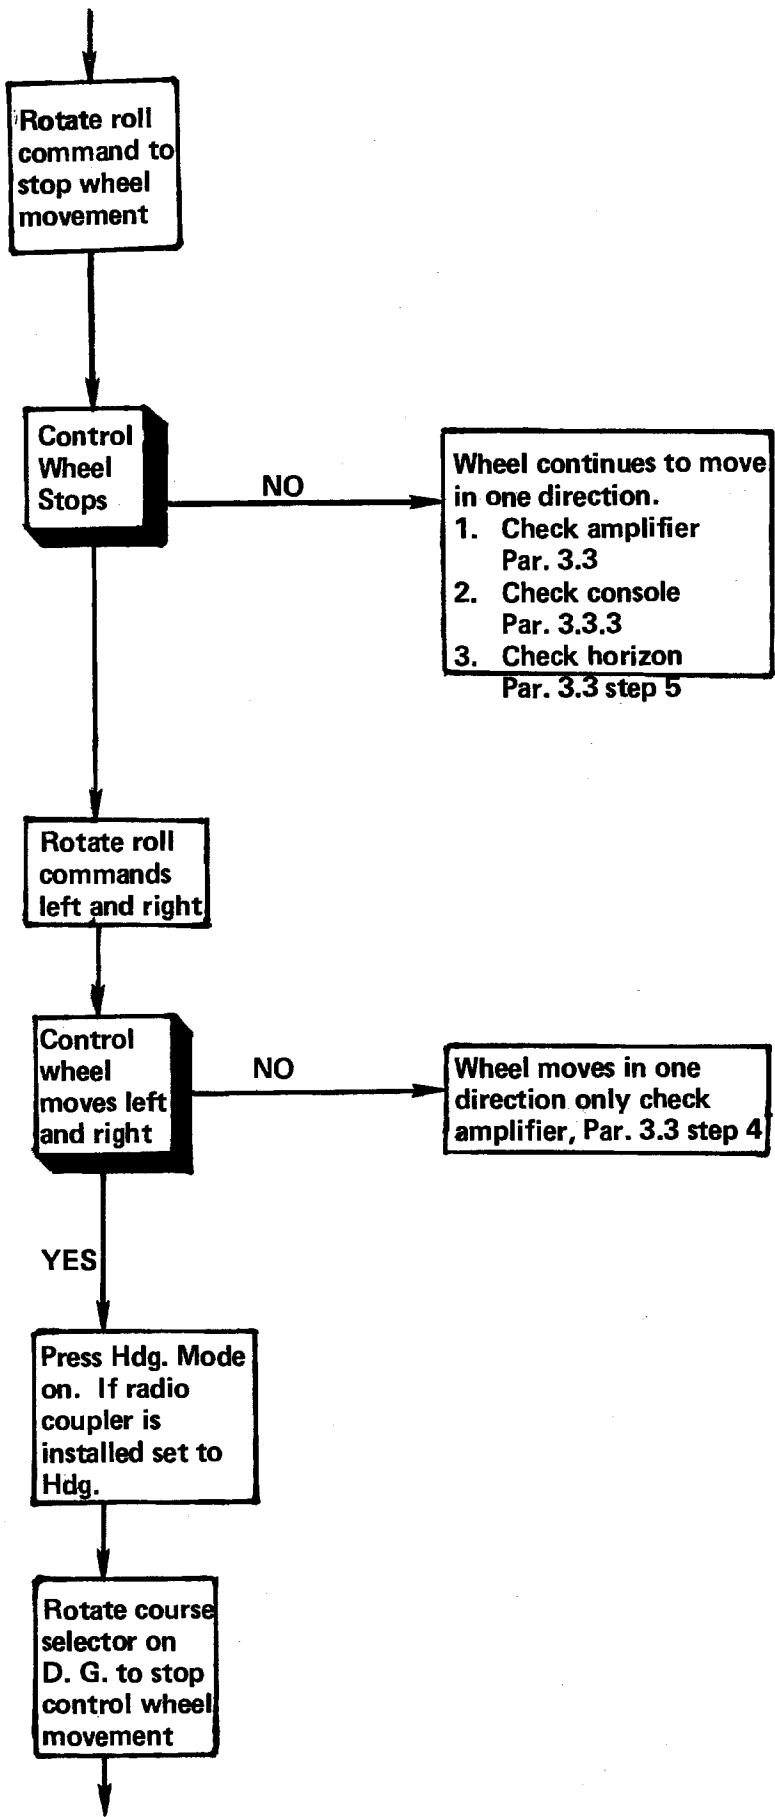 Rotate roll
command to
stop wheel
movement
Control
Wheel
Stops
NO
Wheel continues to move
in one direction.
1. Check amplifier
Par. 3.3
2. Check console
Par. 3.3.3
3. Check horizon
Par. 3.3 step 5
Rotate roll
commands
left and right
Control
wheel
moves left
and right
NO
Wheel moves in one
direction only check
amplifier, Par. 3.3 step 4
YES
Press Hdg. Mode
on. If radio
coupler is
installed set to
Hdg.
Rotate course
selector on
D. G. to stop
control wheel
movement